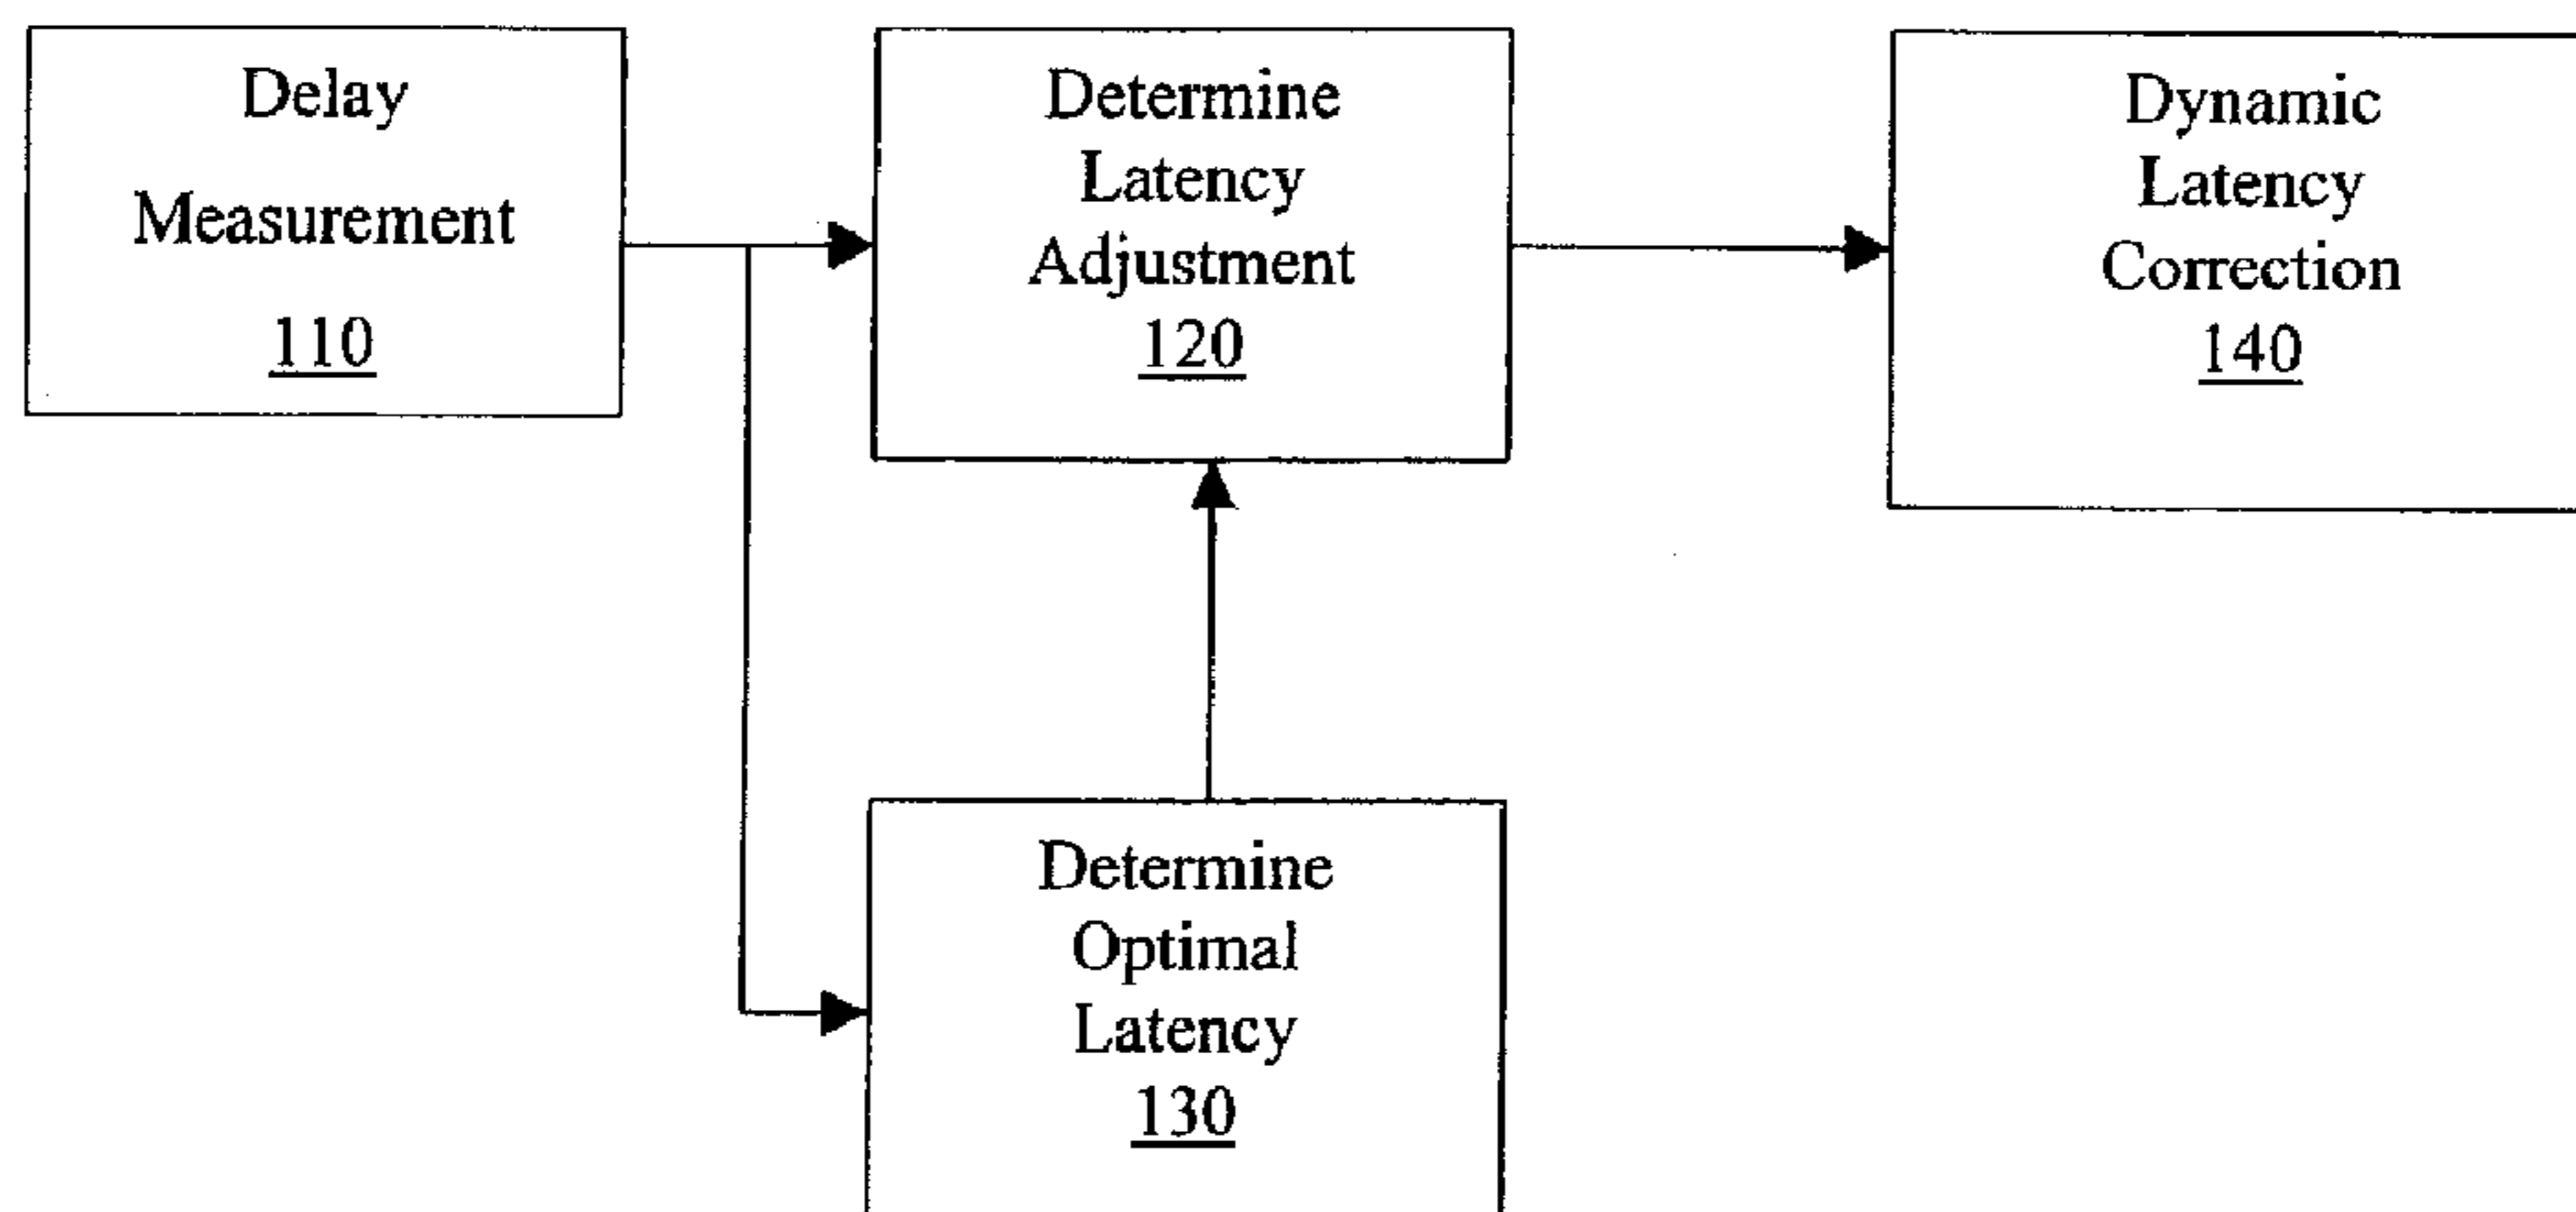 Delay
Measurement
110
Determine
Latency
Adjustment
120
Dynamic
Latency
Correction
140
Determine
Optimal
Latency
130